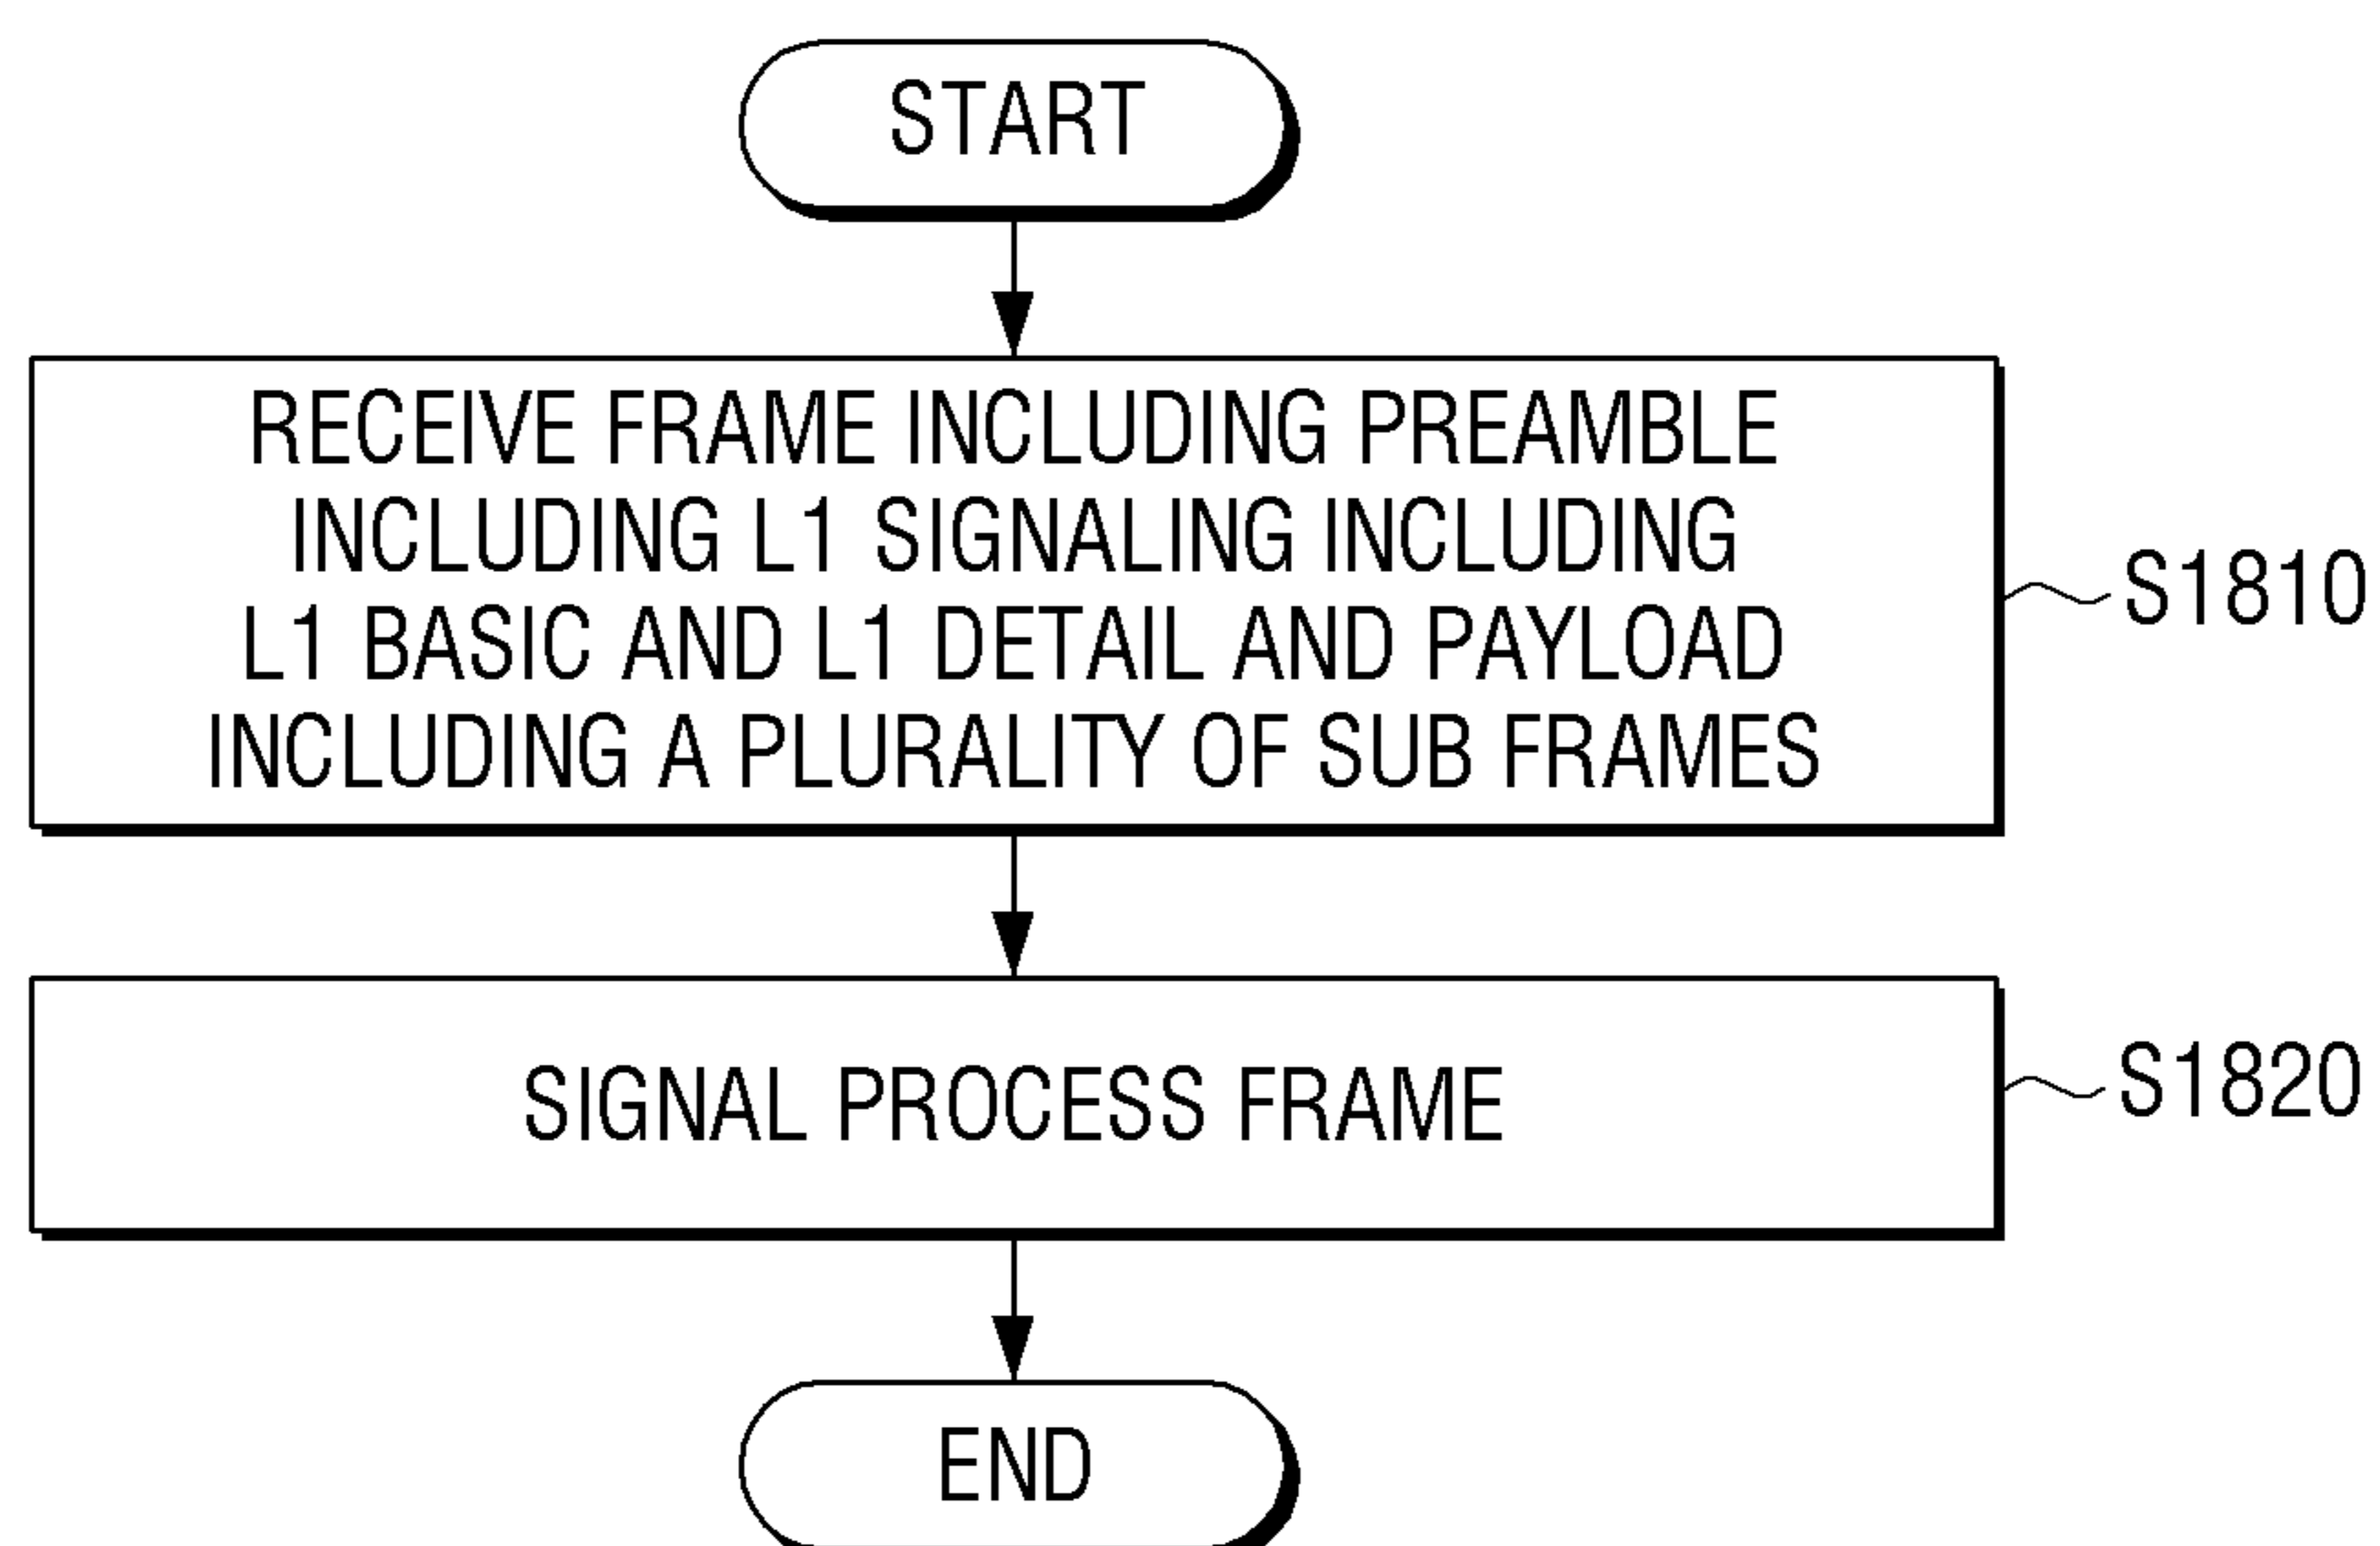 START
RECEIVE FRAME INCLUDING PREAMBLE
INCLUDING L1 SIGNALING INCLUDING
L1 BASIC AND L1 DETAIL AND PAYLOAD
INCLUDING A PLURALITY OF SUB FRAMES
S1810
SIGNAL PROCESS FRAME
S1820
END